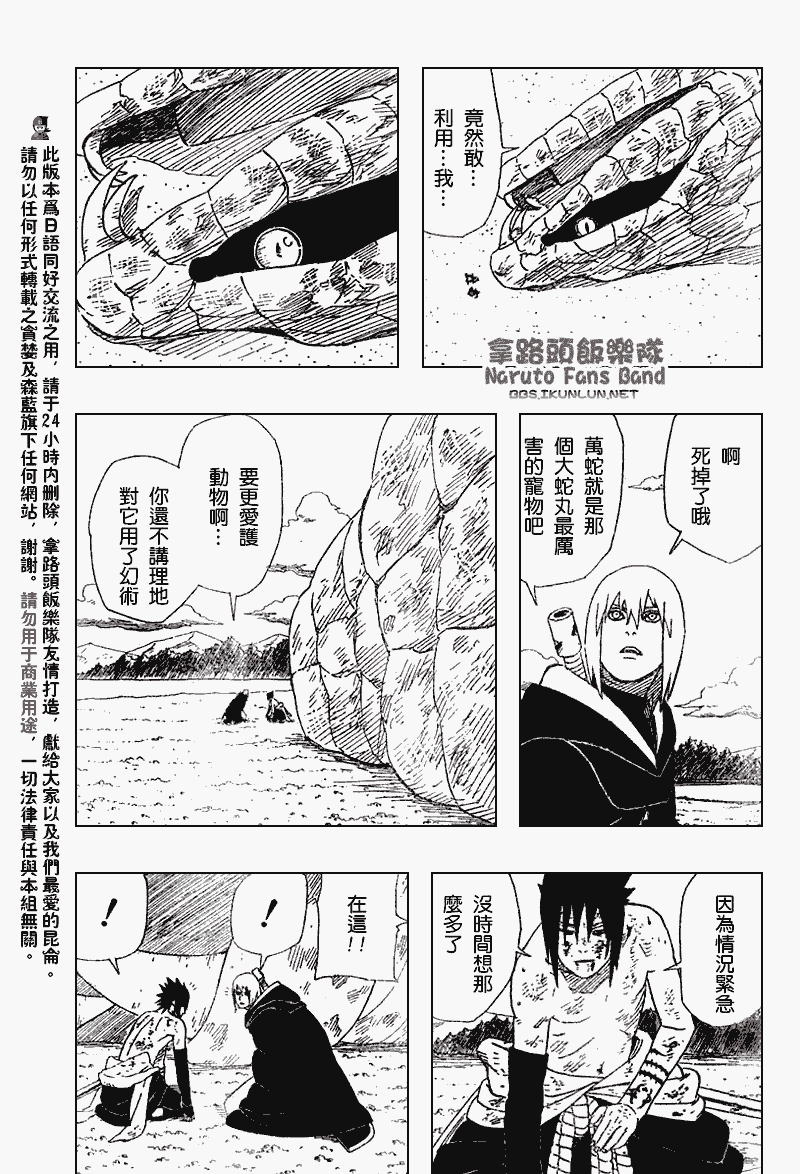 竟然敢…
利用…我…
拿路頭飯樂隊
Naruto Fans Band
GGS.IKUNLUN.NET
啊
死掉了哦
萬蛇就是那
個大蛇丸最厲
害的寵物吧
要更愛護
動物啊…
你還不講理地
對它用了幻術
因為情況緊急
沒時間想那
麼多了
在這!!
!
!
此版本爲日語同好交流之用，請于24小時内删除，拿路頭飯樂隊友情打造，獻給大家以及我們最愛的昆侖。
請勿以任何形式轉載之貪婪及森藍旗下任何網站，謝謝。請勿用于商業用途，一切法律責任與本組無關。